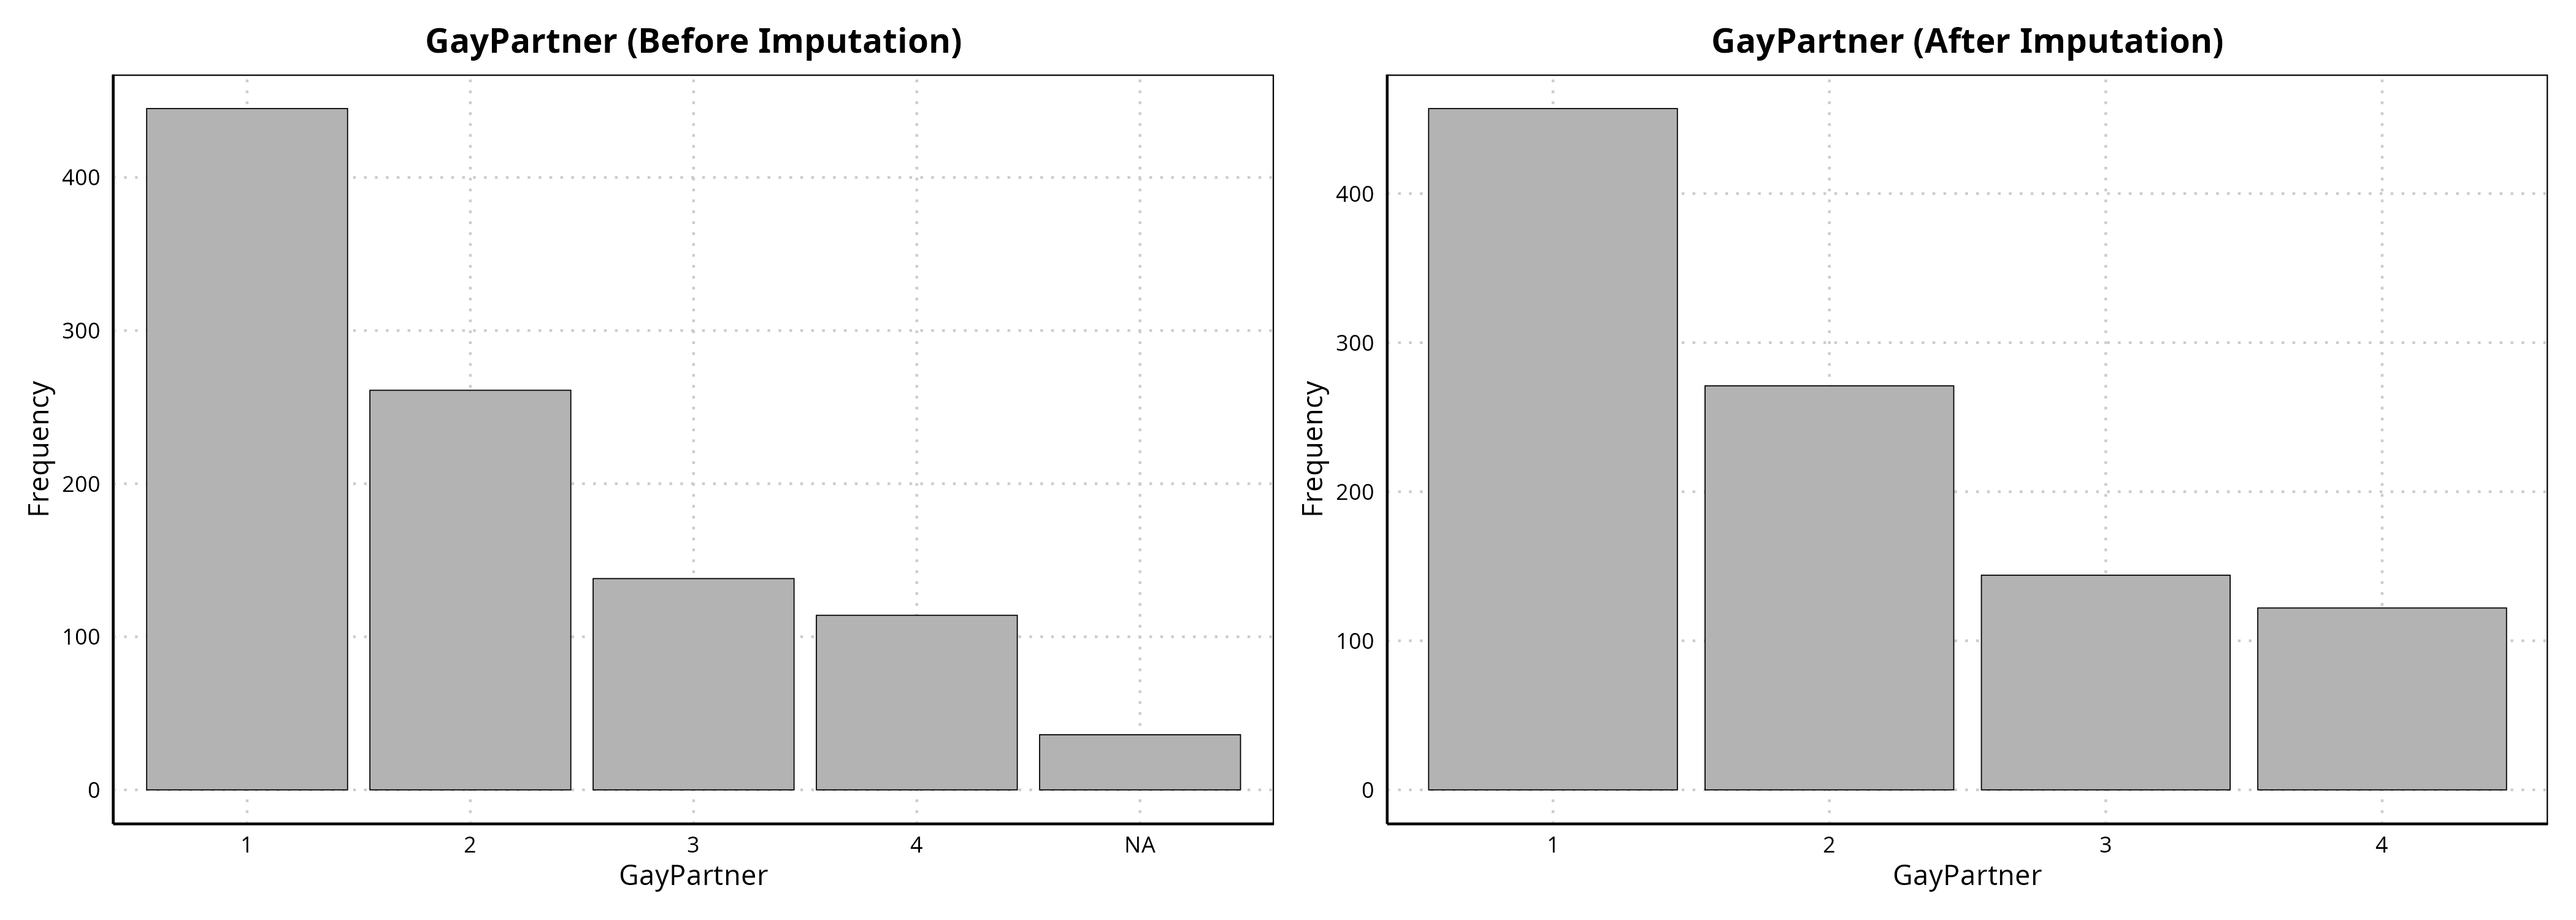 GayPartner (Before Imputation)
Frequency
400
300
200
100
0
1 2 3 4 NA
GayPartner
GayPartner (After Imputation)
Frequency
400
300
200
100
0
1 2 3 4
GayPartner